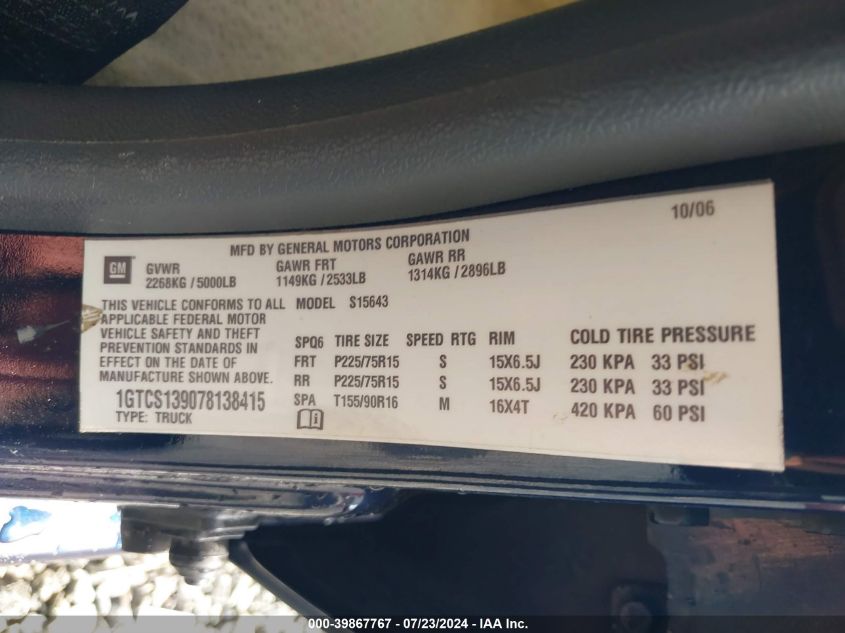 10/06
MFD BY GENERAL MOTORS CORPORATION
GM
GVWR GAWR FRT GAWR RR
2268KG / 5000LB 1149KG / 2533LB 1314KG / 2896LB
THIS VEHICLE CONFORMS TO ALL MODEL S15643
APPLICABLE FEDERAL MOTOR
VEHICLE SAFETY AND THEFT
PREVENTION STANDARDS IN
EFFECT ON THE DATE OF
MANUFACTURE SHOWN ABOVE.
1GTCS139078138415
TYPE: TRUCK
SPQ6 TIRE SIZE SPEED RTG RIM COLD TIRE PRESSURE
FRT P225/75R15 S 15X6.5J 230 KPA 33 PSI
RR P225/75R15 S 15X6.5J 230 KPA 33 PSI
SPA T155/90R16 M 16X4T 420 KPA 60 PSI
000-39867767 - 07/23/2024 - IAA Inc.